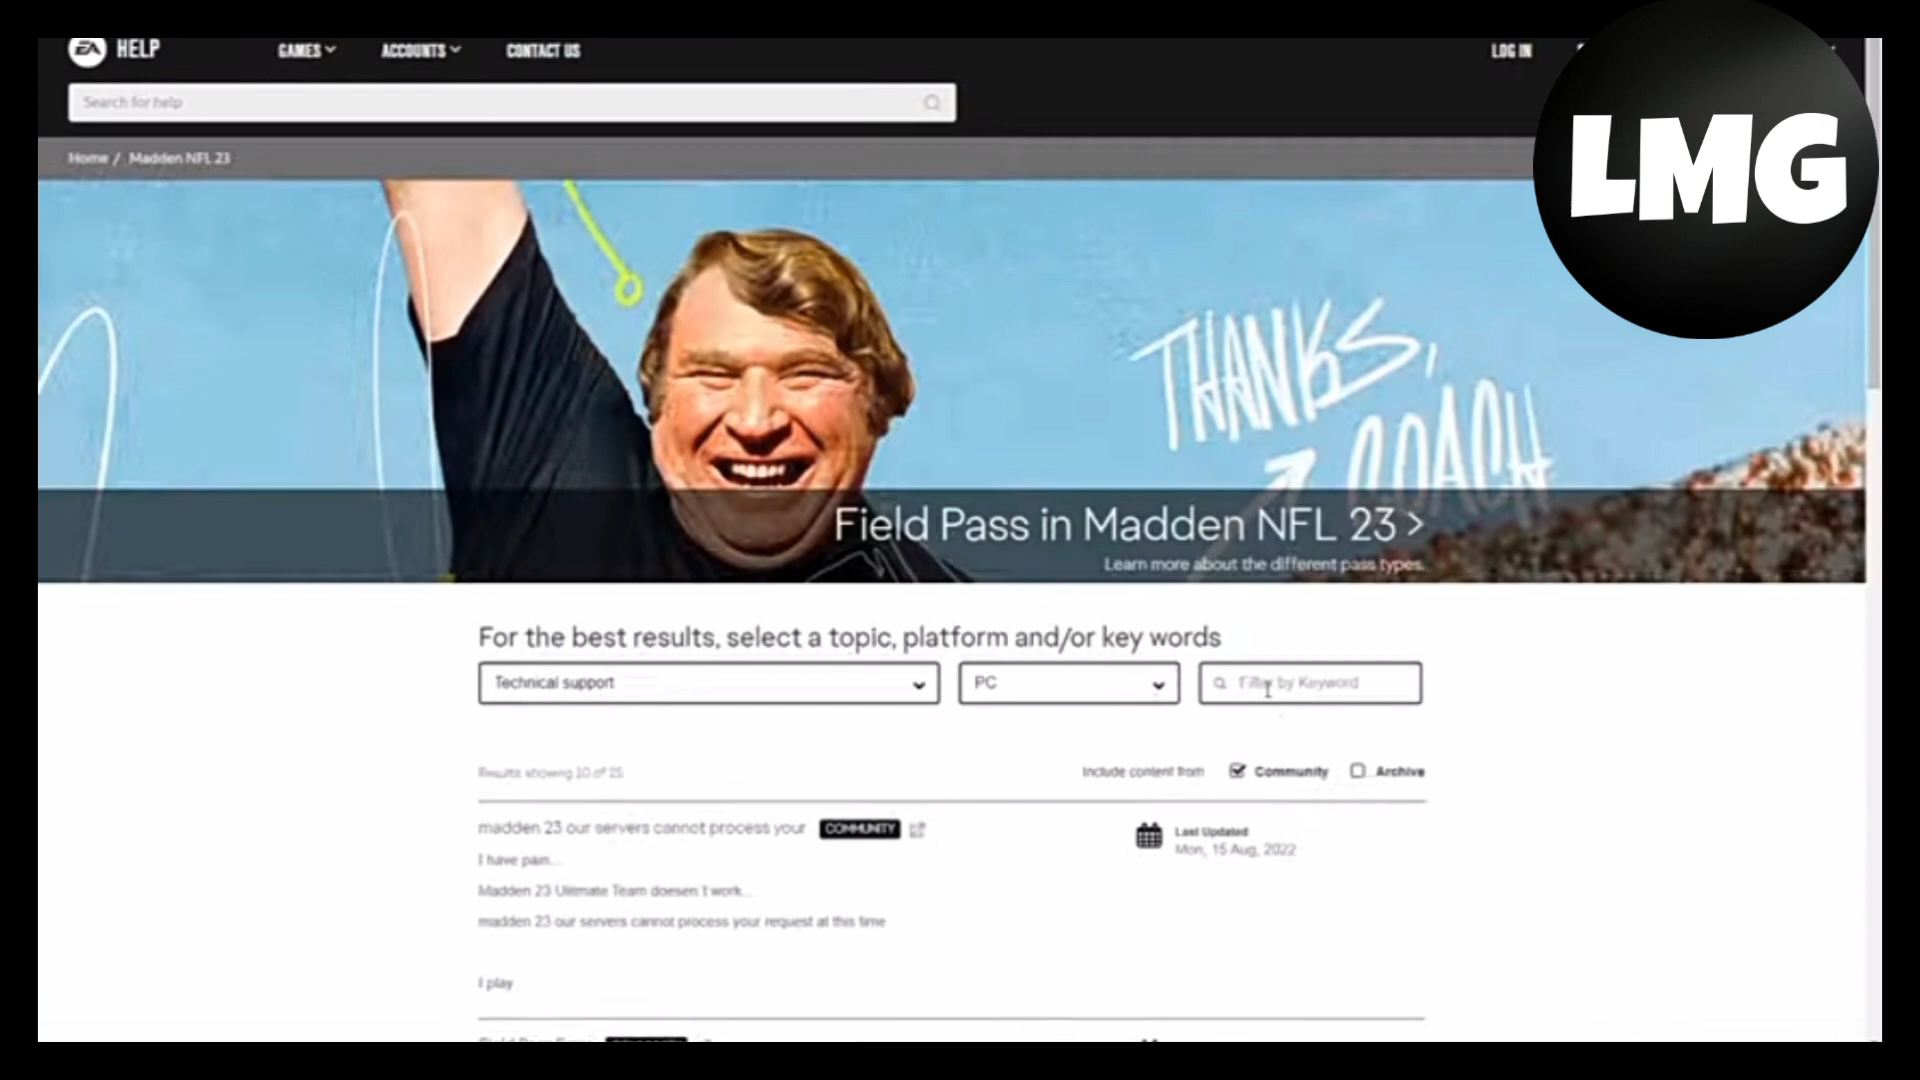 EA HELP GAMES ACCOUNTS CONTACT US LOG IN
Search for help
LMG
Home / Madden NFL 23
THANKS,
COACH
Field Pass in Madden NFL 23 >
Learn more about the different pass types.
For the best results, select a topic, platform and/or key words
Technical support PC Filter by Keyword
Results showing 10 of 25 Include content from Community Archive
madden 23 our servers cannot process your COMMUNITY Last Updated
Mon, 15 Aug, 2022
I have pain...
Madden 23 Ulitmate Team doesen t work...
madden 23 our servers cannot process your request at this time
I play